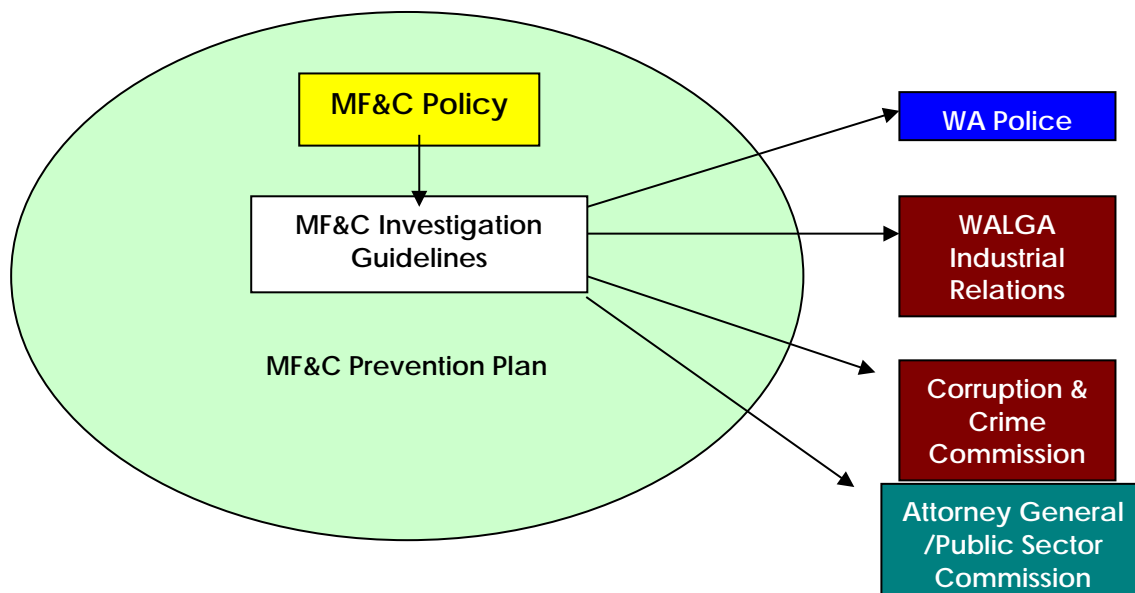 MF&C Policy
MF&C Investigation
Guidelines
MF&C Prevention Plan
WA Police
WALGA
Industrial
Relations
Corruption &
Crime
Commission
Attorney General
/Public Sector
Commission